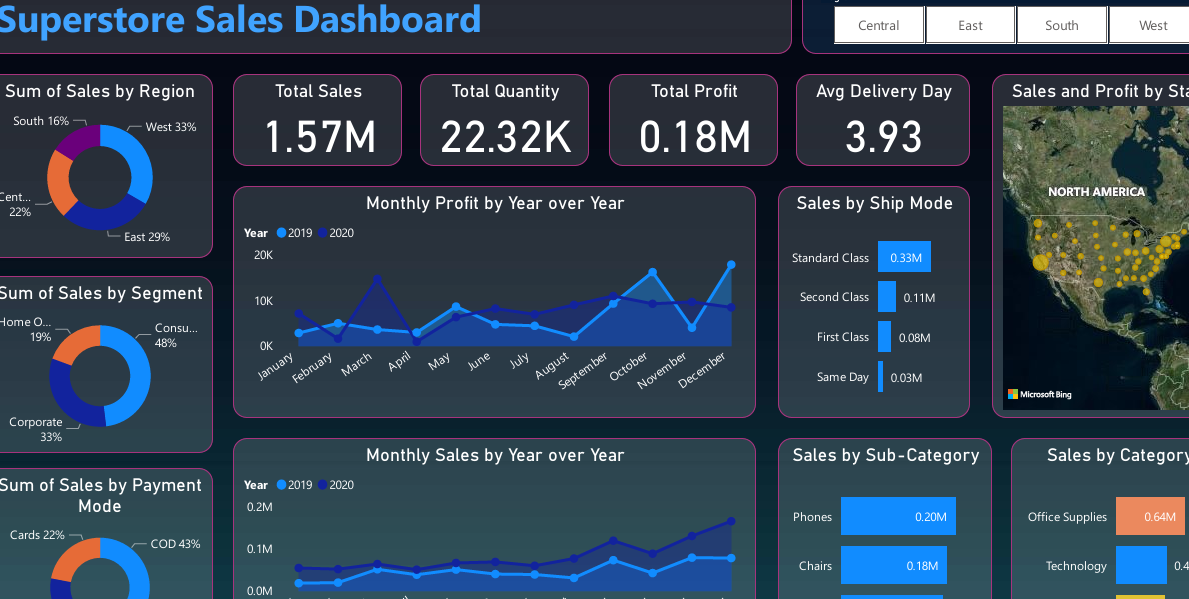 Superstore Sales Dashboard
Central East South West
Sum of Sales by Region
South 16%
West 33%
Cent...
22%
East 29%
Total Sales
1.57M
Total Quantity
22.32K
Total Profit
0.18M
Avg Delivery Day
3.93
Sales and Profit by Sta
NORTH AMERICA
Microsoft Bing
Monthly Profit by Year over Year
Year 2019 2020
20K
10K
0K
January February March April May June July August September October November December
Sales by Ship Mode
Standard Class 0.33M
Second Class 0.11M
First Class 0.08M
Same Day 0.03M
Sum of Sales by Segment
Home O...
19%
Consu...
48%
Corporate
33%
Monthly Sales by Year over Year
Year 2019 2020
0.2M
0.1M
0.0M
Sales by Sub-Category
Phones 0.20M
Chairs 0.18M
Sales by Category
Office Supplies 0.64M
Technology 0.4
Sum of Sales by Payment
Mode
Cards 22%
COD 43%